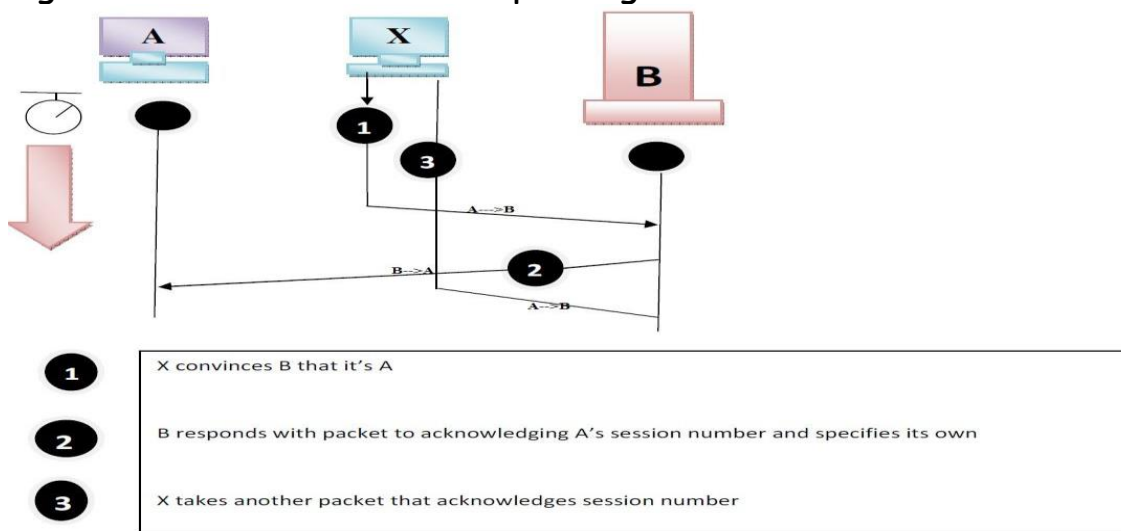 A
X
B
1
3
A--->B
B-->A
2
A-->B
1
X convinces B that it's A
2
B responds with packet to acknowledging A's session number and specifies its own
3
X takes another packet that acknowledges session number